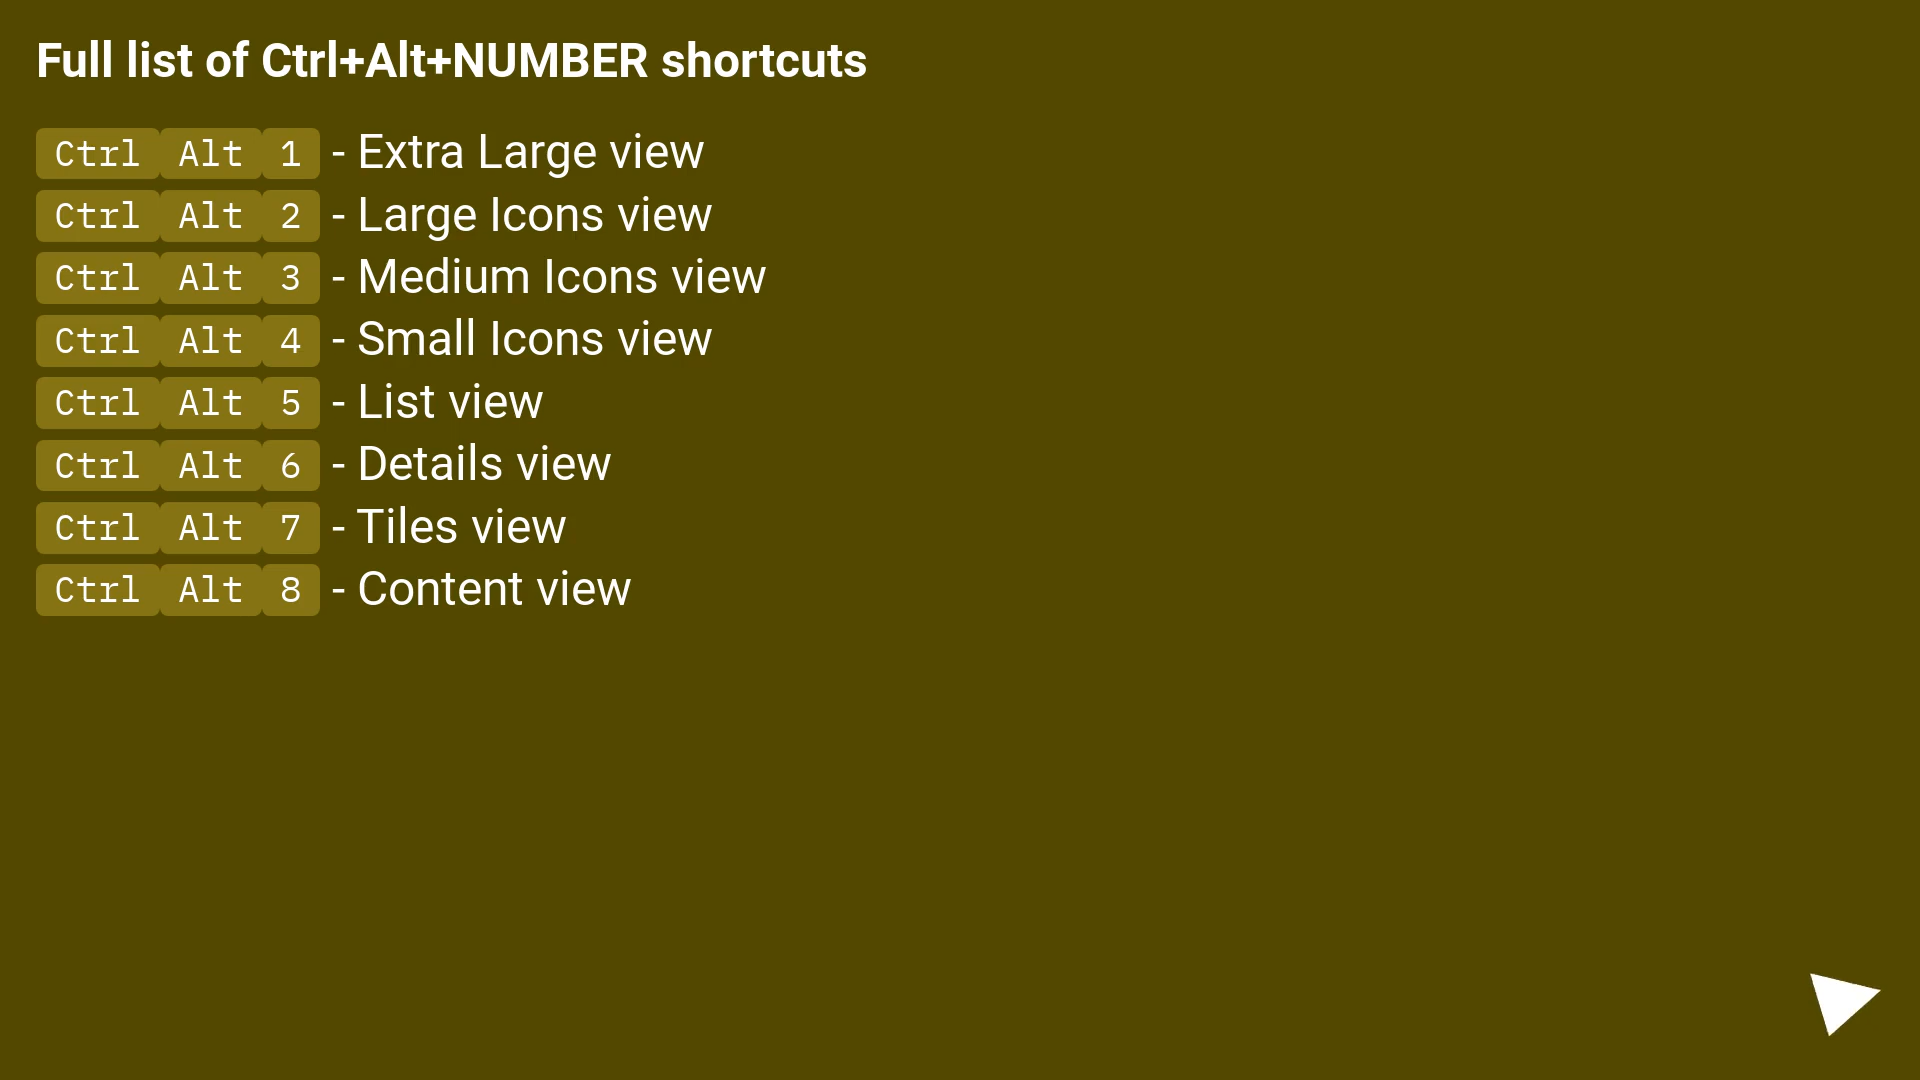 Full list of Ctrl+Alt+NUMBER shortcuts
Ctrl Alt 1 - Extra Large view
Ctrl Alt 2 - Large Icons view
Ctrl Alt 3 - Medium Icons view
Ctrl Alt 4 - Small Icons view
Ctrl Alt 5 - List view
Ctrl Alt 6 - Details view
Ctrl Alt 7 - Tiles view
Ctrl Alt 8 - Content view